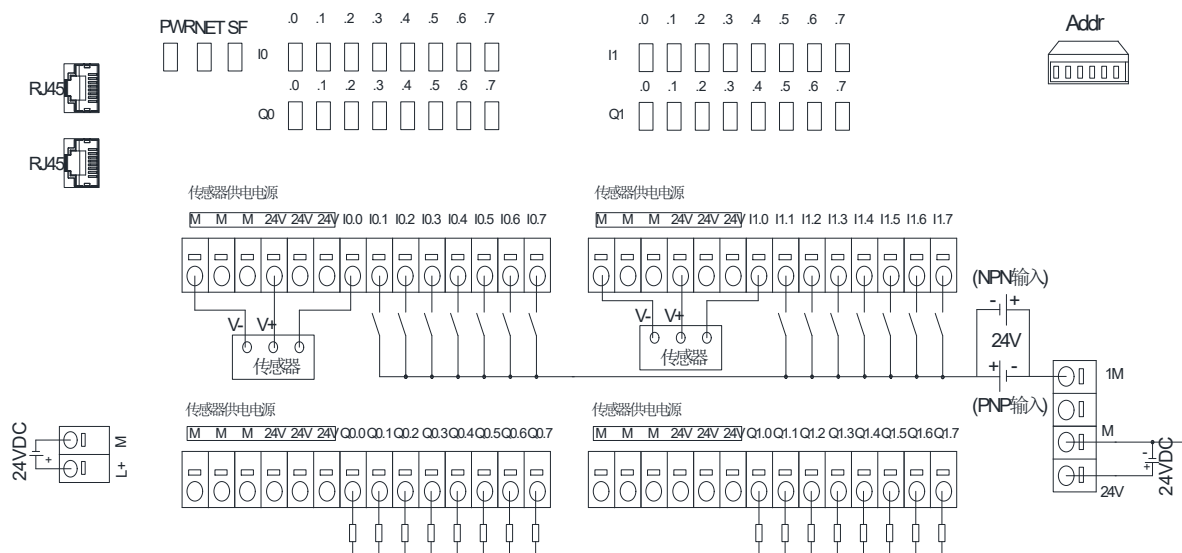 PWR NET SF
.0 .1 .2 .3 .4 .5 .6 .7
I0
.0 .1 .2 .3 .4 .5 .6 .7
Q0
.0 .1 .2 .3 .4 .5 .6 .7
I1
.0 .1 .2 .3 .4 .5 .6 .7
Q1
Addr
RJ45
RJ45
传感器供电电源
M M M 24V 24V 24V I0.0 I0.1 I0.2 I0.3 I0.4 I0.5 I0.6 I0.7
传感器供电电源
M M M 24V 24V 24V I1.0 I1.1 I1.2 I1.3 I1.4 I1.5 I1.6 I1.7
V- V+
传感器
V- V+
传感器
(NPN输入)
- +
24V
+ -
(PNP输入)
1M
M
24V
+ -
24VDC
24VDC
+
M
L+
传感器供电电源
M M M 24V 24V 24V Q0.0 Q0.1 Q0.2 Q0.3 Q0.4 Q0.5 Q0.6 Q0.7
传感器供电电源
M M M 24V 24V 24V Q1.0 Q1.1 Q1.2 Q1.3 Q1.4 Q1.5 Q1.6 Q1.7